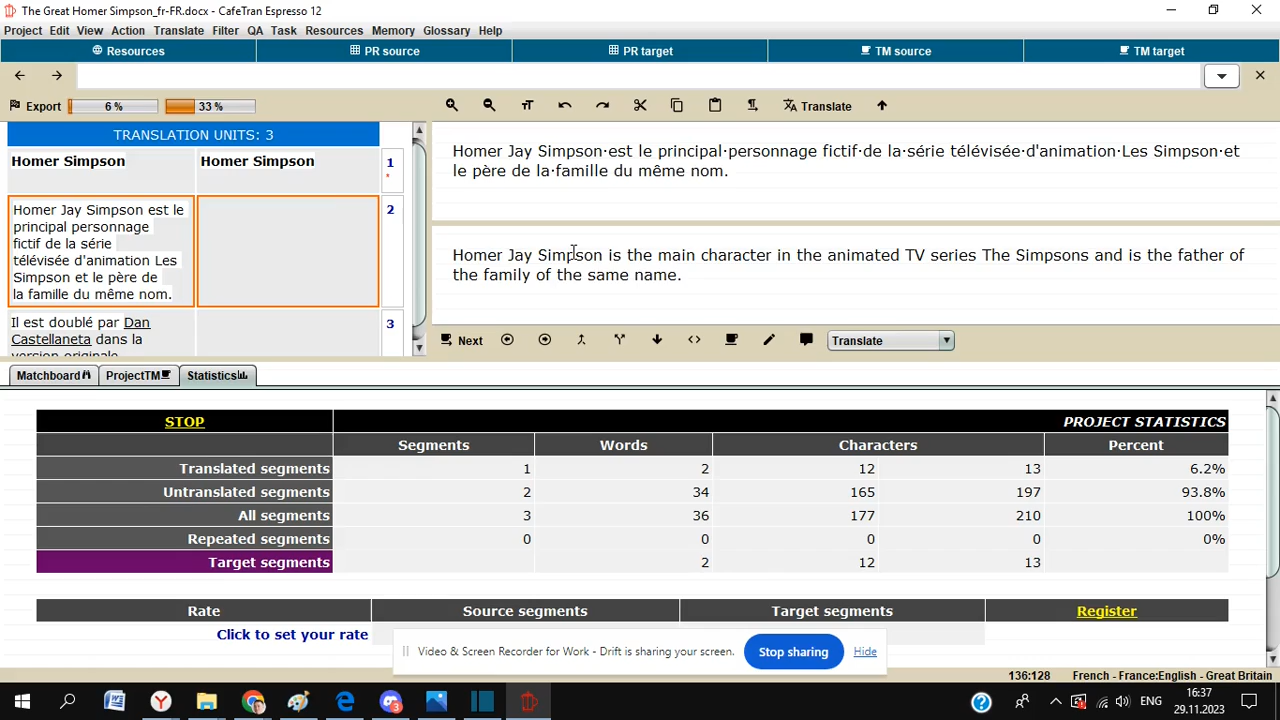 The Great Homer Simpson_fr-FR.docx - CafeTran Espresso 12
Project Edit View Action Translate Filter QA Task Resources Memory Glossary Help
Resources PR source PR target TM source TM target
Export 6 % 33 % Translate
TRANSLATION UNITS: 3
Homer Simpson Homer Simpson 1
*
Homer Jay Simpson est le 2
principal personnage
fictif de la série
télévisée d'animation Les
Simpson et le père de
la famille du même nom.
Il est doublé par Dan 3
Castellaneta dans la
version originale
Homer Jay Simpson·est le principal·personnage fictif·de la·série télévisée d'animation·Les Simpson·et
le père de la·famille du même nom.
Homer Jay Simpson is the main character in the animated TV series The Simpsons and is the father of
the family of the same name.
Next Translate
Matchboard ProjectTM Statistics
STOP PROJECT STATISTICS
Segments Words Characters Percent
Translated segments 1 2 12 13 6.2%
Untranslated segments 2 34 165 197 93.8%
All segments 3 36 177 210 100%
Repeated segments 0 0 0 0 0%
Target segments 2 12 13
Rate Source segments Target segments Register
Click to set your rate
Video & Screen Recorder for Work - Drift is sharing your screen. Stop sharing Hide
136:128 French - France:English - Great Britain
ENG
16:37
29.11.2023